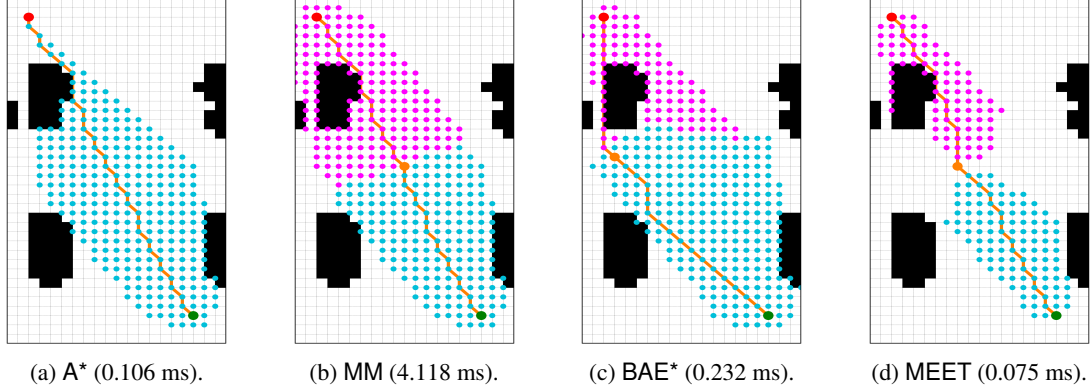 (a) A* (0.106 ms).
(b) MM (4.118 ms).
(c) BAE* (0.232 ms).
(d) MEET (0.075 ms).